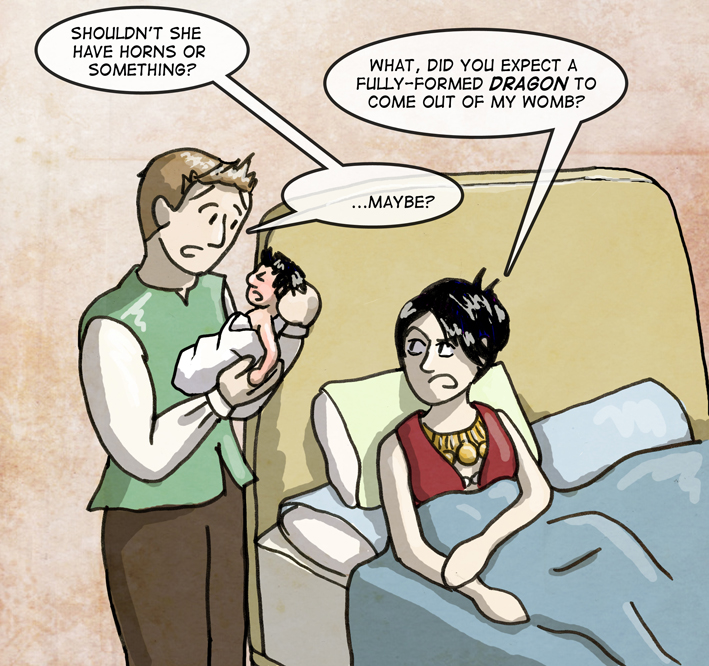 SHOULDN'T SHE
HAVE HORNS OR
SOMETHING?
WHAT, DID YOU EXPECT A
FULLY-FORMED DRAGON TO
COME OUT OF MY WOMB?
...MAYBE?